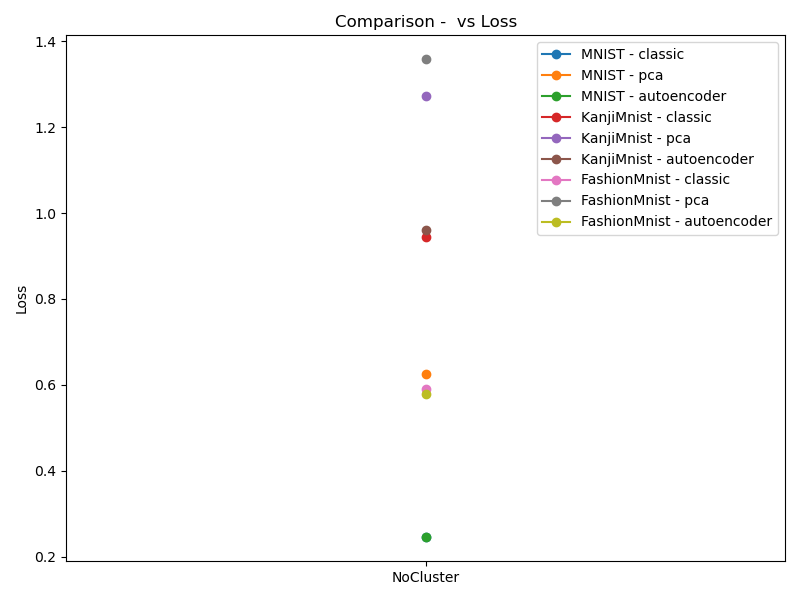 Comparison -  vs Loss
1.4
1.2
1.0
0.8
0.6
0.4
0.2
Loss
NoCluster
MNIST - classic
MNIST - pca
MNIST - autoencoder
KanjiMnist - classic
KanjiMnist - pca
KanjiMnist - autoencoder
FashionMnist - classic
FashionMnist - pca
FashionMnist - autoencoder